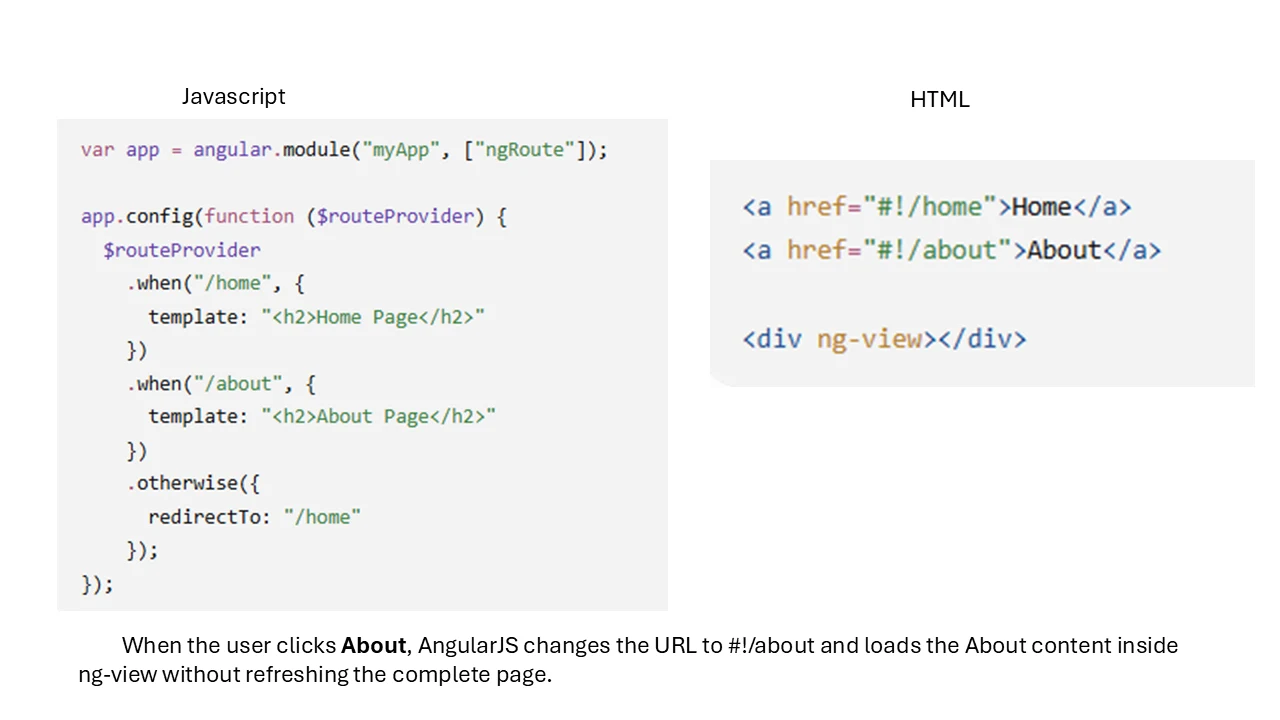 Javascript
var app = angular.module("myApp", ["ngRoute"]);
app.config(function ($routeProvider) {
$routeProvider
.when("/home", {
template: "<h2>Home Page</h2>"
})
.when("/about", {
template: "<h2>About Page</h2>"
})
.otherwise({
redirectTo: "/home"
});
});
HTML
<a href="#!/home">Home</a>
<a href="#!/about">About</a>
<div ng-view></div>
When the user clicks About, AngularJS changes the URL to #!/about and loads the About content inside
ng-view without refreshing the complete page.